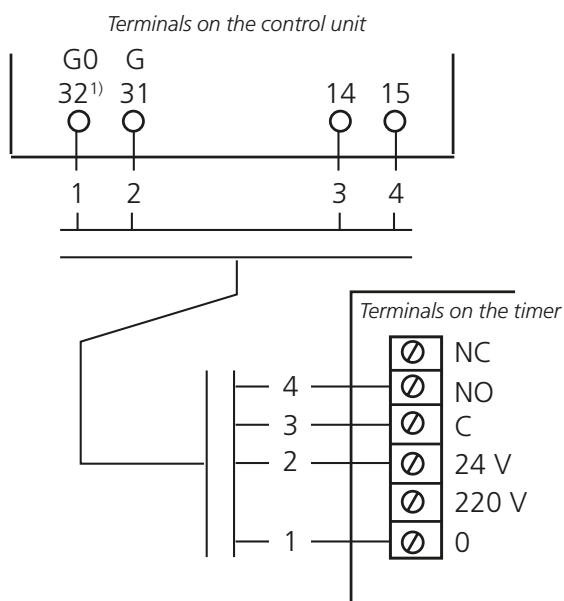 Terminals on the control unit
G0 G
32¹⁾ 31 14 15
1 2 3 4
Terminals on the timer
NC
4 NO
3 C
2 24 V
220 V
1 0